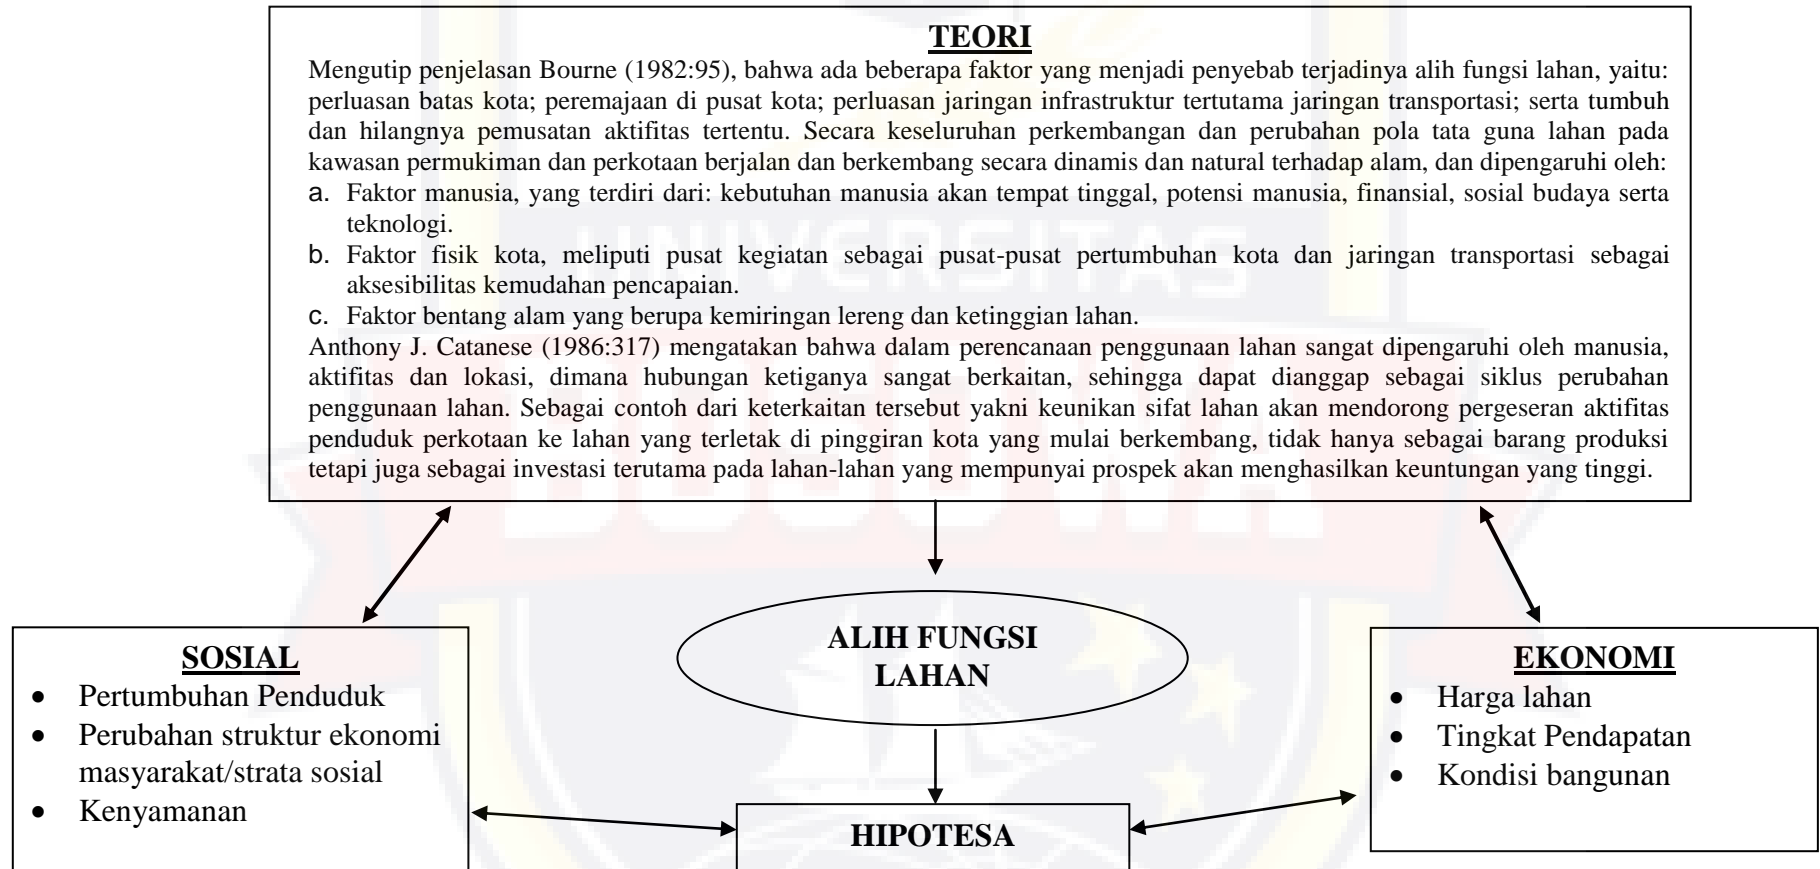 TEORI
Mengutip penjelasan Bourne (1982:95), bahwa ada beberapa faktor yang menjadi penyebab terjadinya alih fungsi lahan, yaitu:
perluasan batas kota; peremajaan di pusat kota; perluasan jaringan infrastruktur tertutama jaringan transportasi; serta tumbuh
dan hilangnya pemusatan aktifitas tertentu. Secara keseluruhan perkembangan dan perubahan pola tata guna lahan pada
kawasan permukiman dan perkotaan berjalan dan berkembang secara dinamis dan natural terhadap alam, dan dipengaruhi oleh:
a. Faktor manusia, yang terdiri dari: kebutuhan manusia akan tempat tinggal, potensi manusia, finansial, sosial budaya serta
teknologi.
b. Faktor fisik kota, meliputi pusat kegiatan sebagai pusat-pusat pertumbuhan kota dan jaringan transportasi sebagai
aksesibilitas kemudahan pencapaian.
c. Faktor bentang alam yang berupa kemiringan lereng dan ketinggian lahan.
Anthony J. Catanese (1986:317) mengatakan bahwa dalam perencanaan penggunaan lahan sangat dipengaruhi oleh manusia,
aktifitas dan lokasi, dimana hubungan ketiganya sangat berkaitan, sehingga dapat dianggap sebagai siklus perubahan
penggunaan lahan. Sebagai contoh dari keterkaitan tersebut yakni keunikan sifat lahan akan mendorong pergeseran aktifitas
penduduk perkotaan ke lahan yang terletak di pinggiran kota yang mulai berkembang, tidak hanya sebagai barang produksi
tetapi juga sebagai investasi terutama pada lahan-lahan yang mempunyai prospek akan menghasilkan keuntungan yang tinggi.
UNIVERSITAS
BOSOWA
SOSIAL
• Pertumbuhan Penduduk
• Perubahan struktur ekonomi
masyarakat/strata sosial
• Kenyamanan
ALIH FUNGSI
LAHAN
HIPOTESA
EKONOMI
• Harga lahan
• Tingkat Pendapatan
• Kondisi bangunan